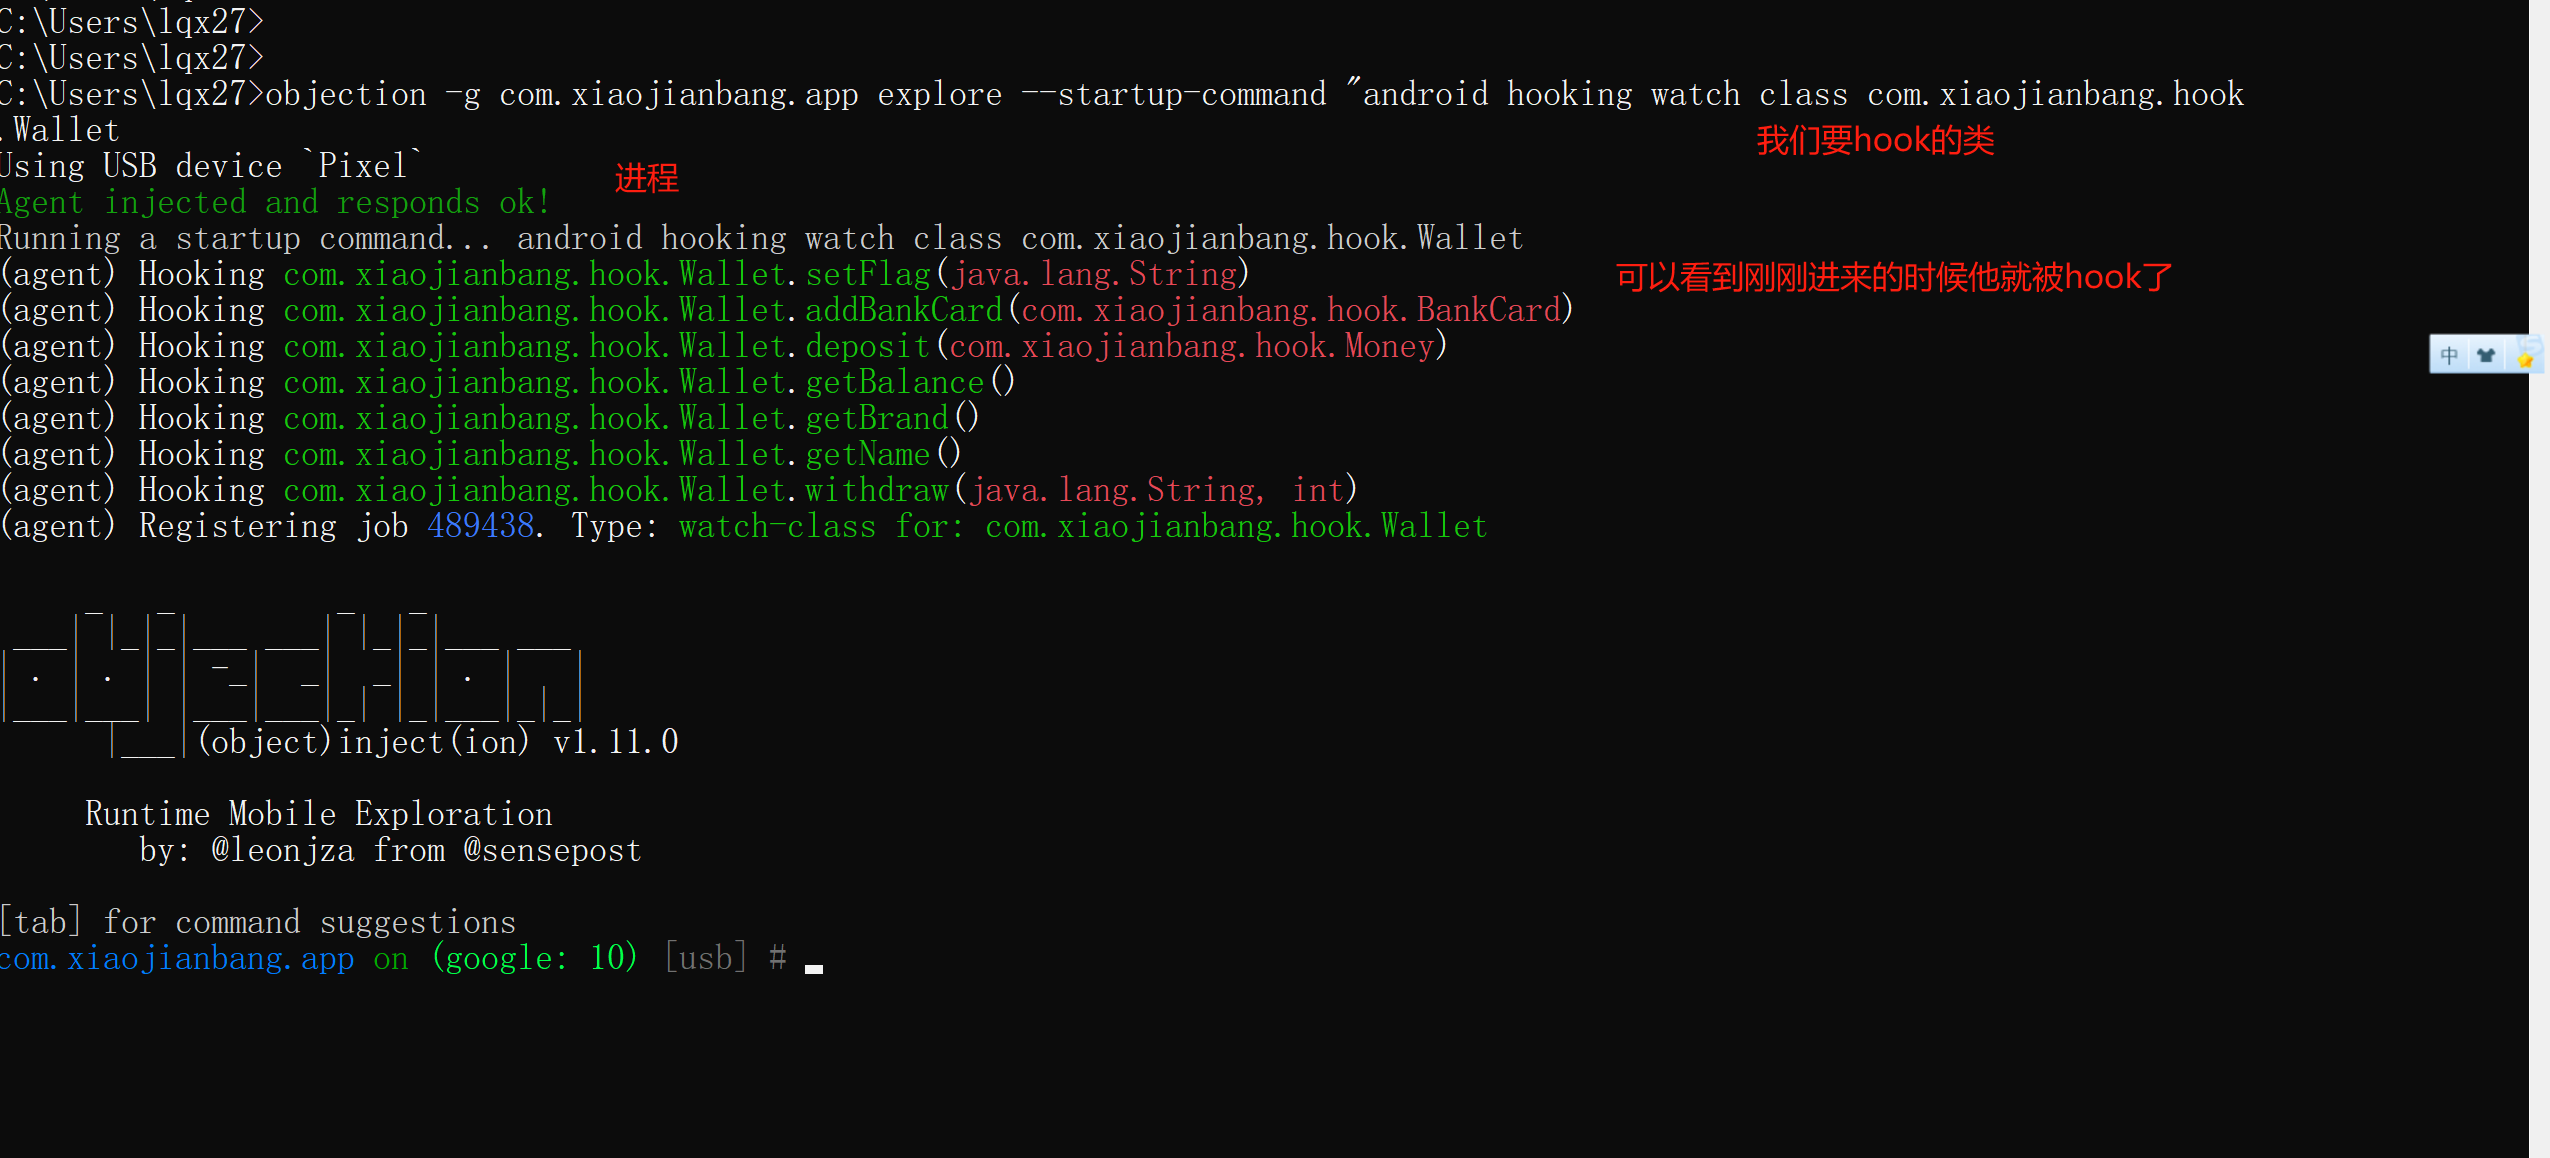 C:\Users\lqx27>
C:\Users\lqx27>
C:\Users\lqx27>objection -g com.xiaojianbang.app explore --startup-command "android hooking watch class com.xiaojianbang.hook
.Wallet
我们要hook的类
Using USB device `Pixel`
进程
Agent injected and responds ok!
Running a startup command... android hooking watch class com.xiaojianbang.hook.Wallet
(agent) Hooking com.xiaojianbang.hook.Wallet.setFlag(java.lang.String)
可以看到刚刚进来的时候他就被hook了
(agent) Hooking com.xiaojianbang.hook.Wallet.addBankCard(com.xiaojianbang.hook.BankCard)
(agent) Hooking com.xiaojianbang.hook.Wallet.deposit(com.xiaojianbang.hook.Money)
(agent) Hooking com.xiaojianbang.hook.Wallet.getBalance()
中
(agent) Hooking com.xiaojianbang.hook.Wallet.getBrand()
(agent) Hooking com.xiaojianbang.hook.Wallet.getName()
(agent) Hooking com.xiaojianbang.hook.Wallet.withdraw(java.lang.String, int)
(agent) Registering job 489438. Type: watch-class for: com.xiaojianbang.hook.Wallet
objection
(object)inject(ion) v1.11.0
Runtime Mobile Exploration
by: @leonjza from @sensepost
[tab] for command suggestions
com.xiaojianbang.app on (google: 10) [usb] #